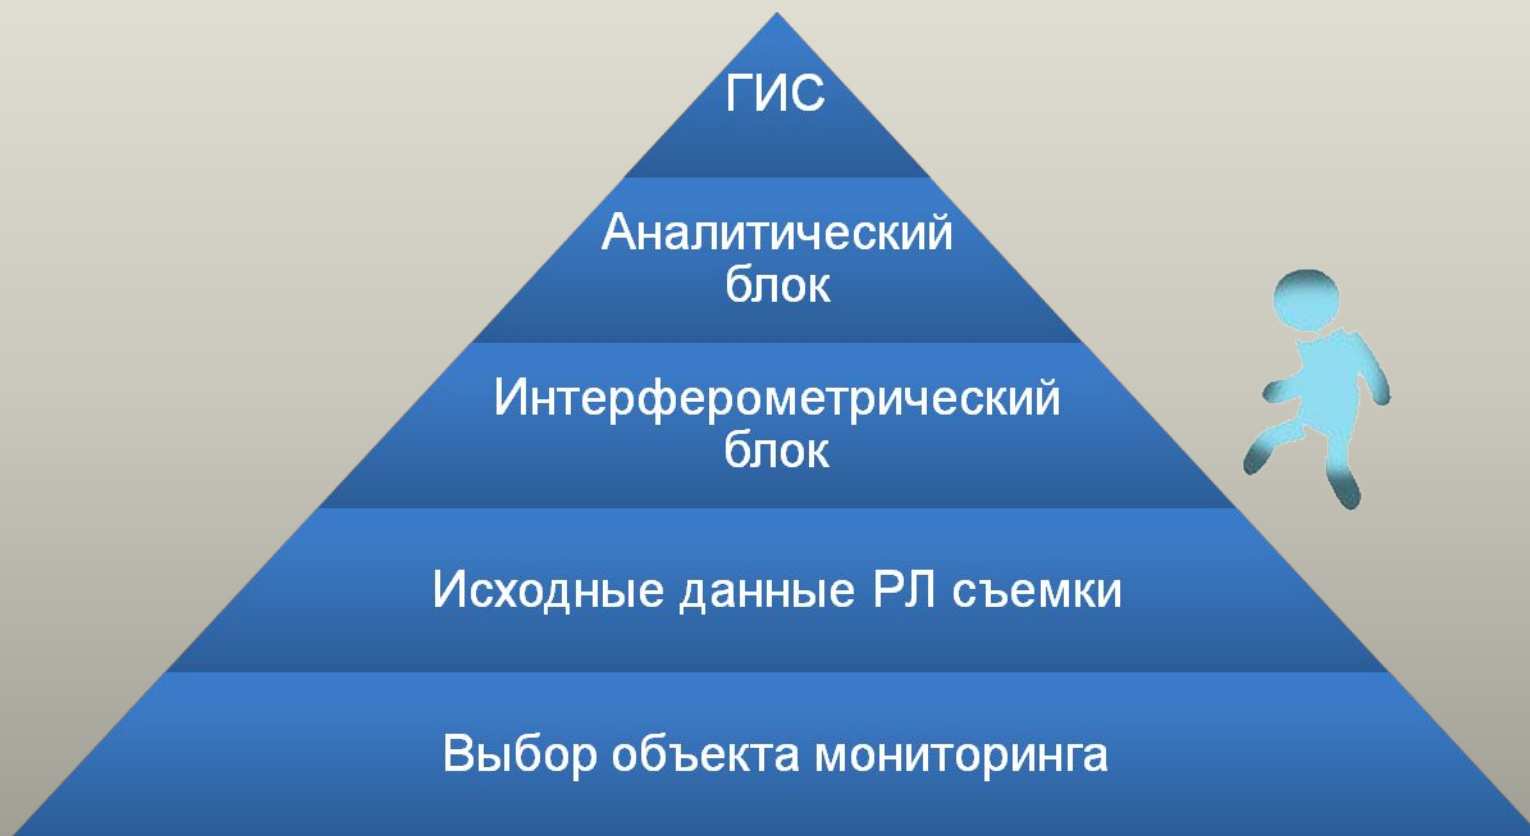 ГИС
Аналитический
блок
Интерферометрический
блок
Исходные данные РЛ съемки
Выбор объекта мониторинга